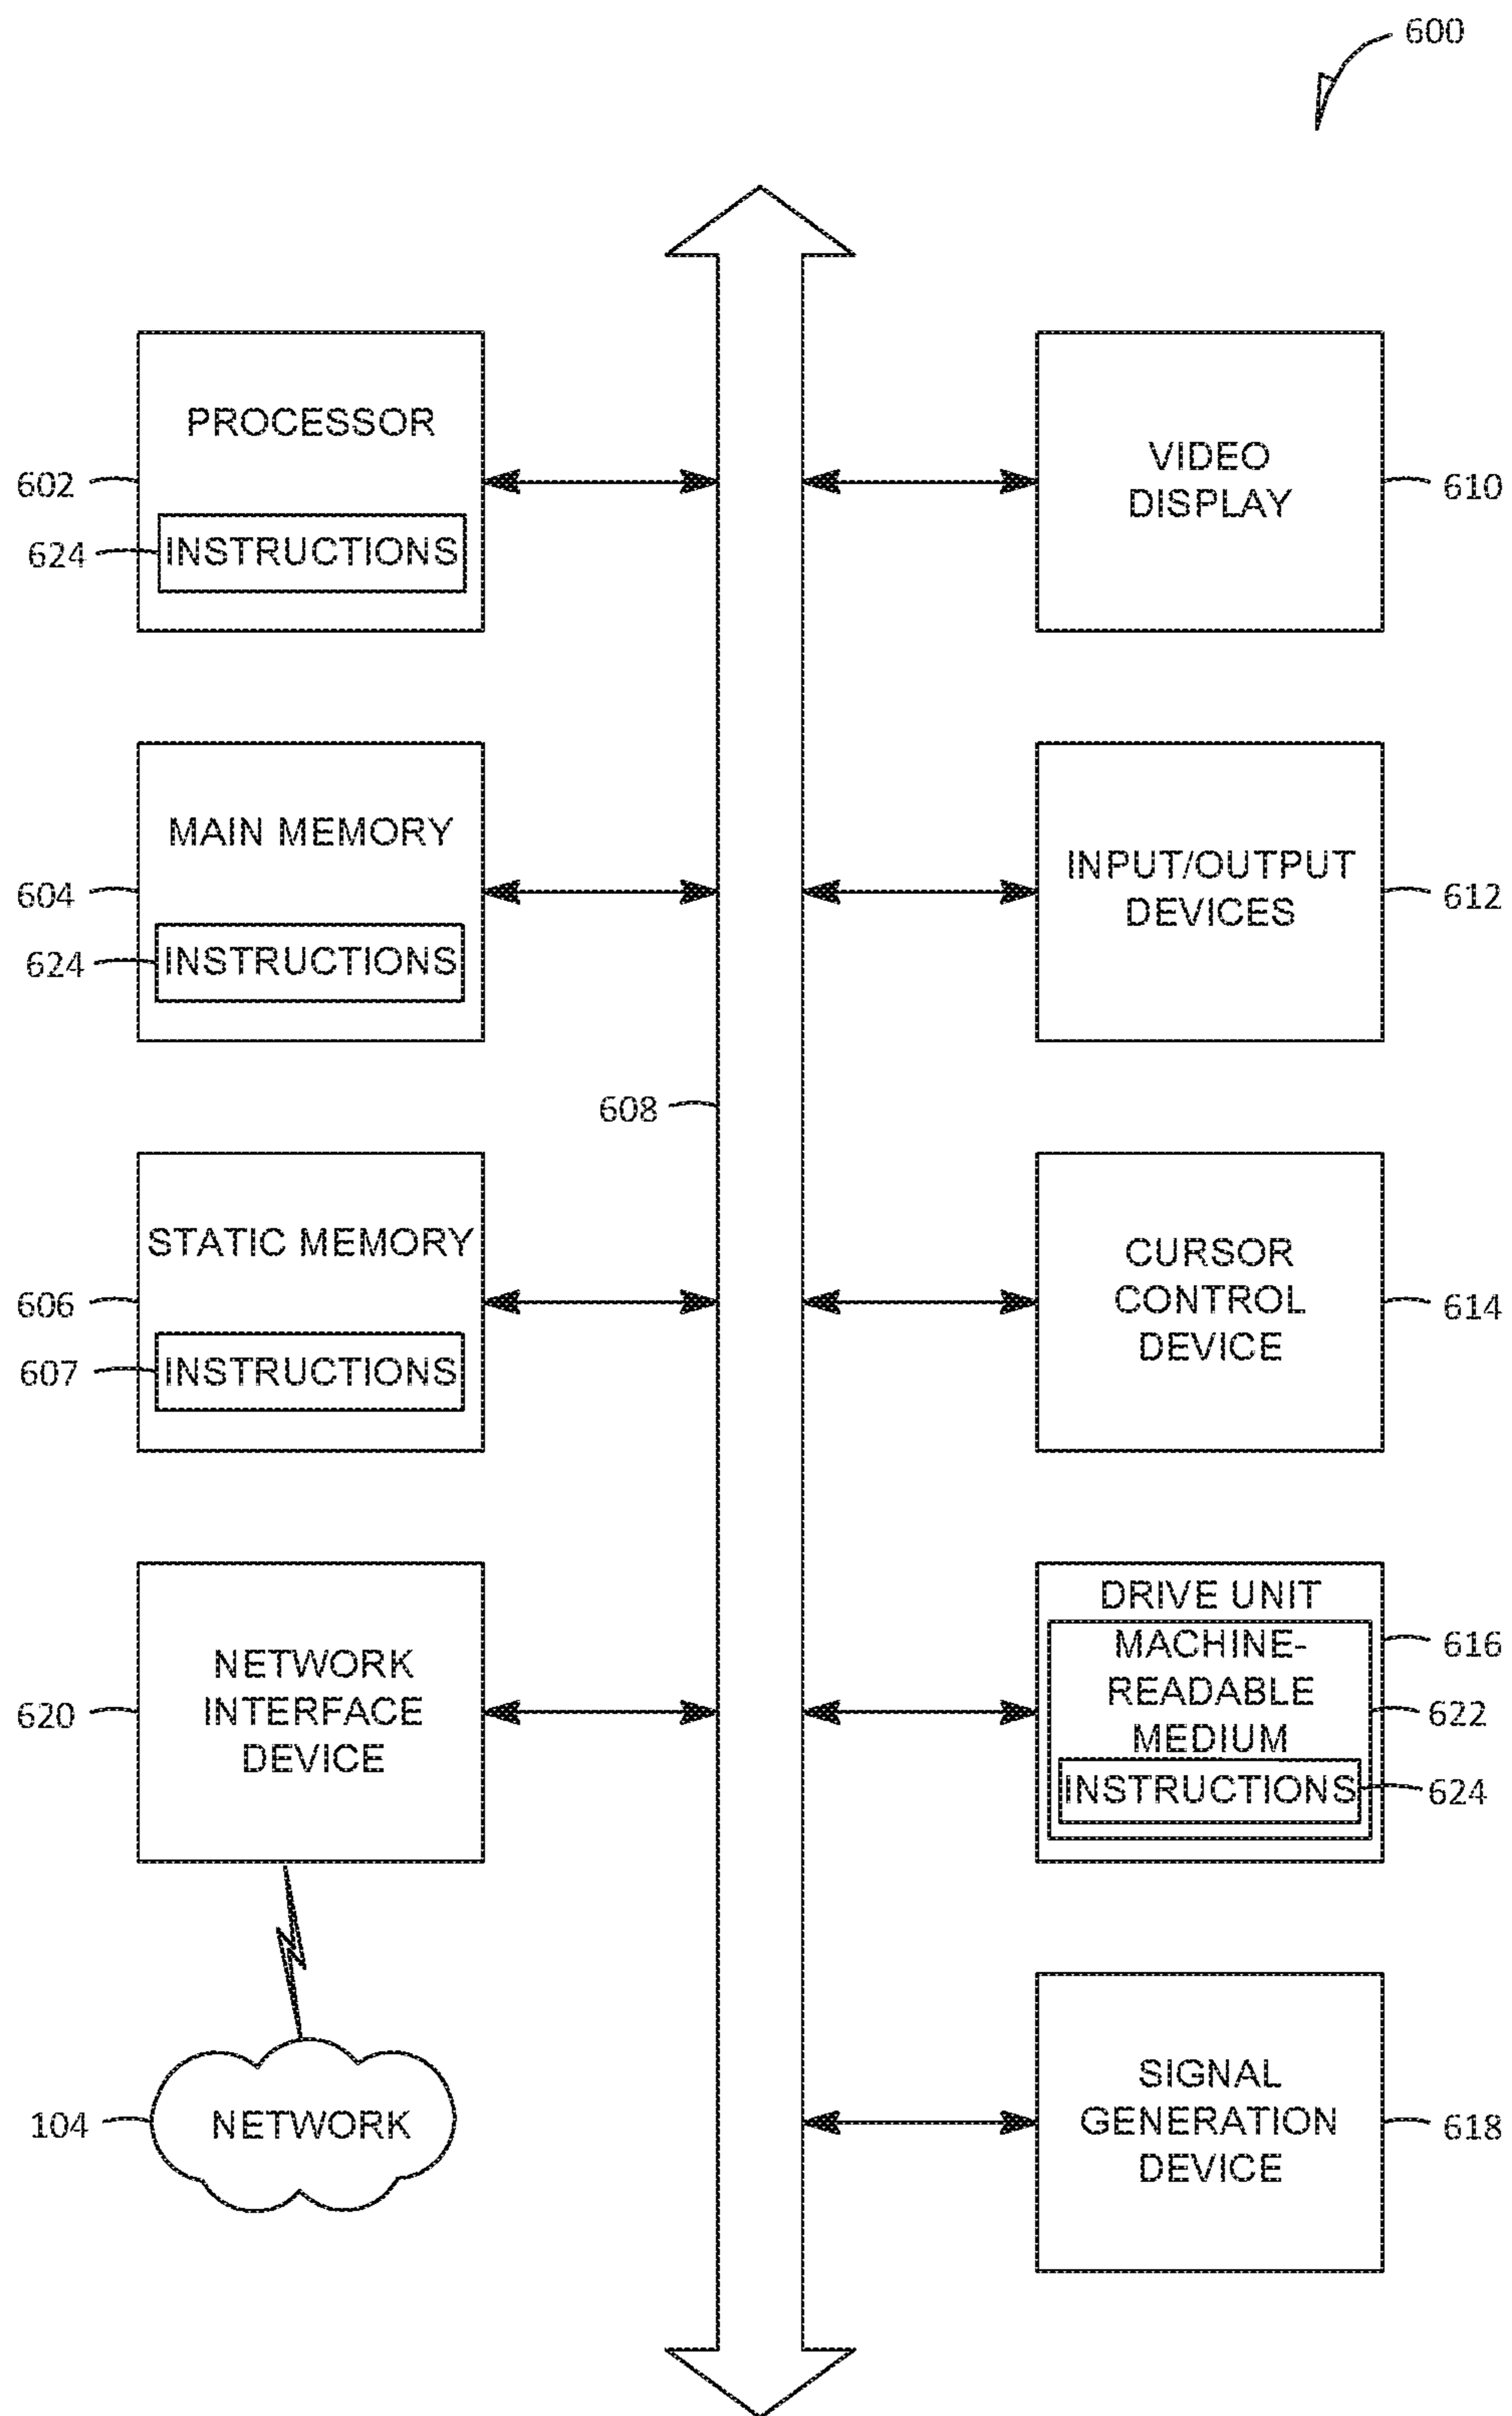 600
PROCESSOR
602
624
INSTRUCTIONS
VIDEO
DISPLAY
610
MAIN MEMORY
604
624
INSTRUCTIONS
INPUT/OUTPUT
DEVICES
612
608
STATIC MEMORY
606
607
INSTRUCTIONS
CURSOR
CONTROL
DEVICE
614
NETWORK
INTERFACE
DEVICE
620
DRIVE UNIT
616
MACHINE-
READABLE
MEDIUM
622
INSTRUCTIONS
624
104
NETWORK
SIGNAL
GENERATION
DEVICE
618